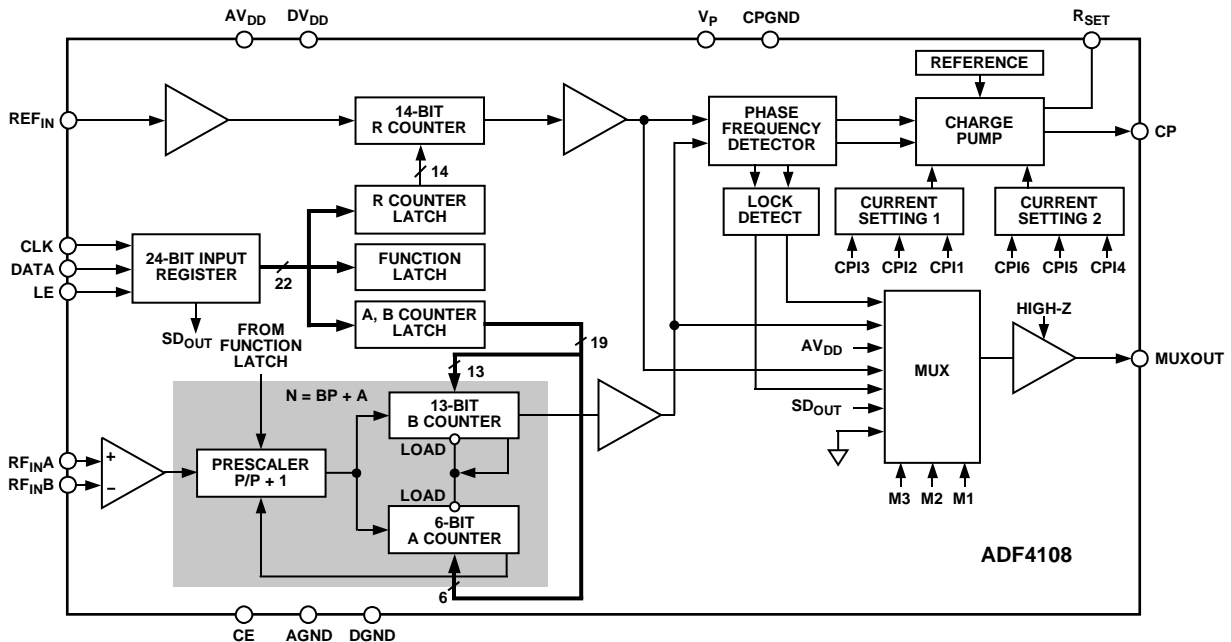 AVDD
DVDD
VP
CPGND
RSET
REFERENCE
REFIN
14-BIT
R COUNTER
PHASE
FREQUENCY
DETECTOR
CHARGE
PUMP
CP
14
R COUNTER
LATCH
LOCK
DETECT
CURRENT
SETTING 1
CURRENT
SETTING 2
CLK
DATA
LE
24-BIT INPUT
REGISTER
22
FUNCTION
LATCH
CPI3
CPI2
CPI1
CPI6
CPI5
CPI4
A, B COUNTER
LATCH
SDOUT
FROM
FUNCTION
LATCH
19
13
HIGH-Z
AVDD
MUX
MUXOUT
SDOUT
N = BP + A
13-BIT
B COUNTER
LOAD
RFINA
RFINB
+
−
PRESCALER
P/P + 1
LOAD
6-BIT
A COUNTER
M3
M2
M1
6
ADF4108
CE
AGND
DGND